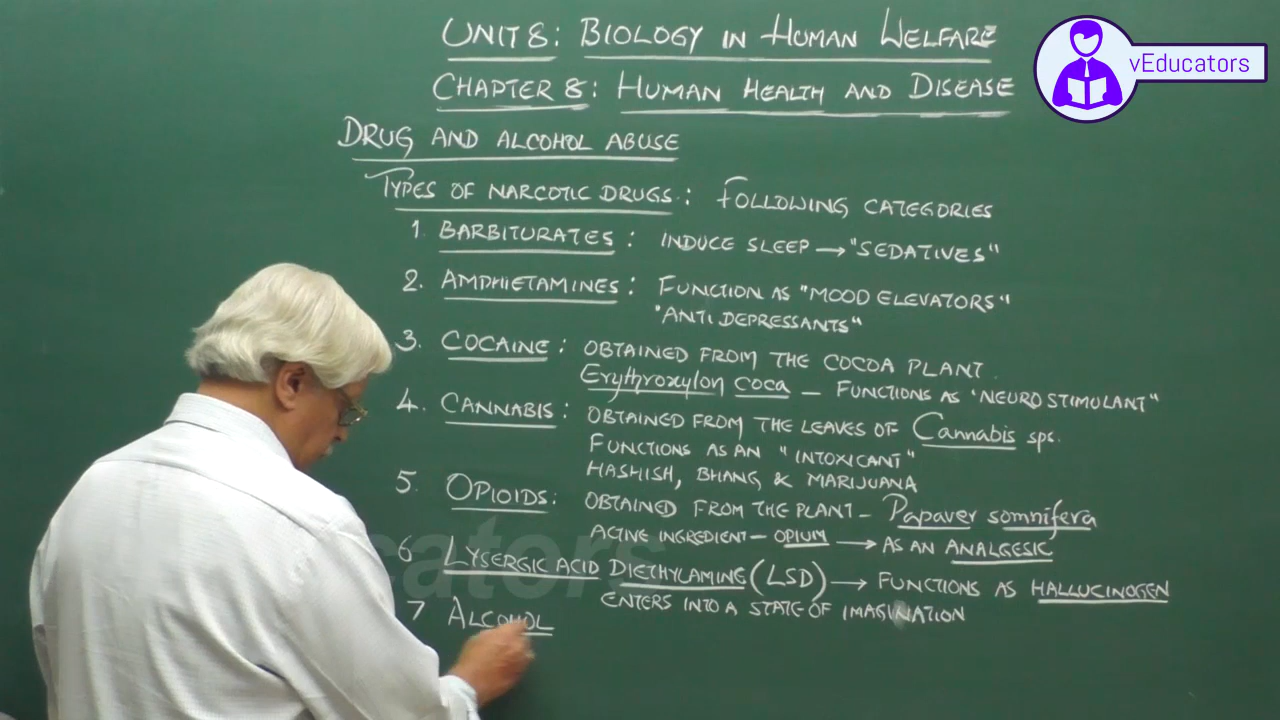 UNIT 8: BIOLOGY IN HUMAN WELFARE
CHAPTER 8: HUMAN HEALTH AND DISEASE
vEducators
DRUG AND ALCOHOL ABUSE
TYPES OF NARCOTIC DRUGS: FOLLOWING CATEGORIES
1. BARBITURATES: INDUCE SLEEP → "SEDATIVES"
2. AMPHIETAMINES: FUNCTION AS "MOOD ELEVATORS"
"ANTI DEPRESSANTS"
3. COCAINE: OBTAINED FROM THE COCOA PLANT.
Erythroxylon coca – FUNCTIONS AS "NEURO STIMULANT"
4. CANNABIS: OBTAINED FROM THE LEAVES OF Cannabis sps.
FUNCTIONS AS AN "INTOXICANT"
HASHISH, BHANG & MARIJUANA
5. OPIOIDS: OBTAINED FROM THE PLANT – Papaver somnifera
ACTIVE INGREDIENT – OPIUM → AS AN ANALGESIC
6 LYSERGIC ACID DIETHYLAMINE (LSD) → FUNCTIONS AS HALLUCINOGEN
ENTERS INTO A STATE OF IMAGINATION
7 ALCOHOL